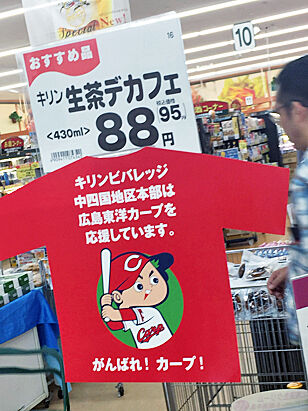 Special
New!
おすすめ品
16
キリン 生茶デカフェ
<430ml> 88円
税込価格 95円
10
キリンビバレッジ
中四国地区本部は
広島東洋カープを
応援しています。
C
Carp
がんばれ!カープ!